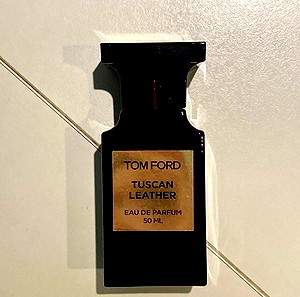 TOM FORD
TUSCAN
LEATHER
EAU DE PARFUM
50 ML